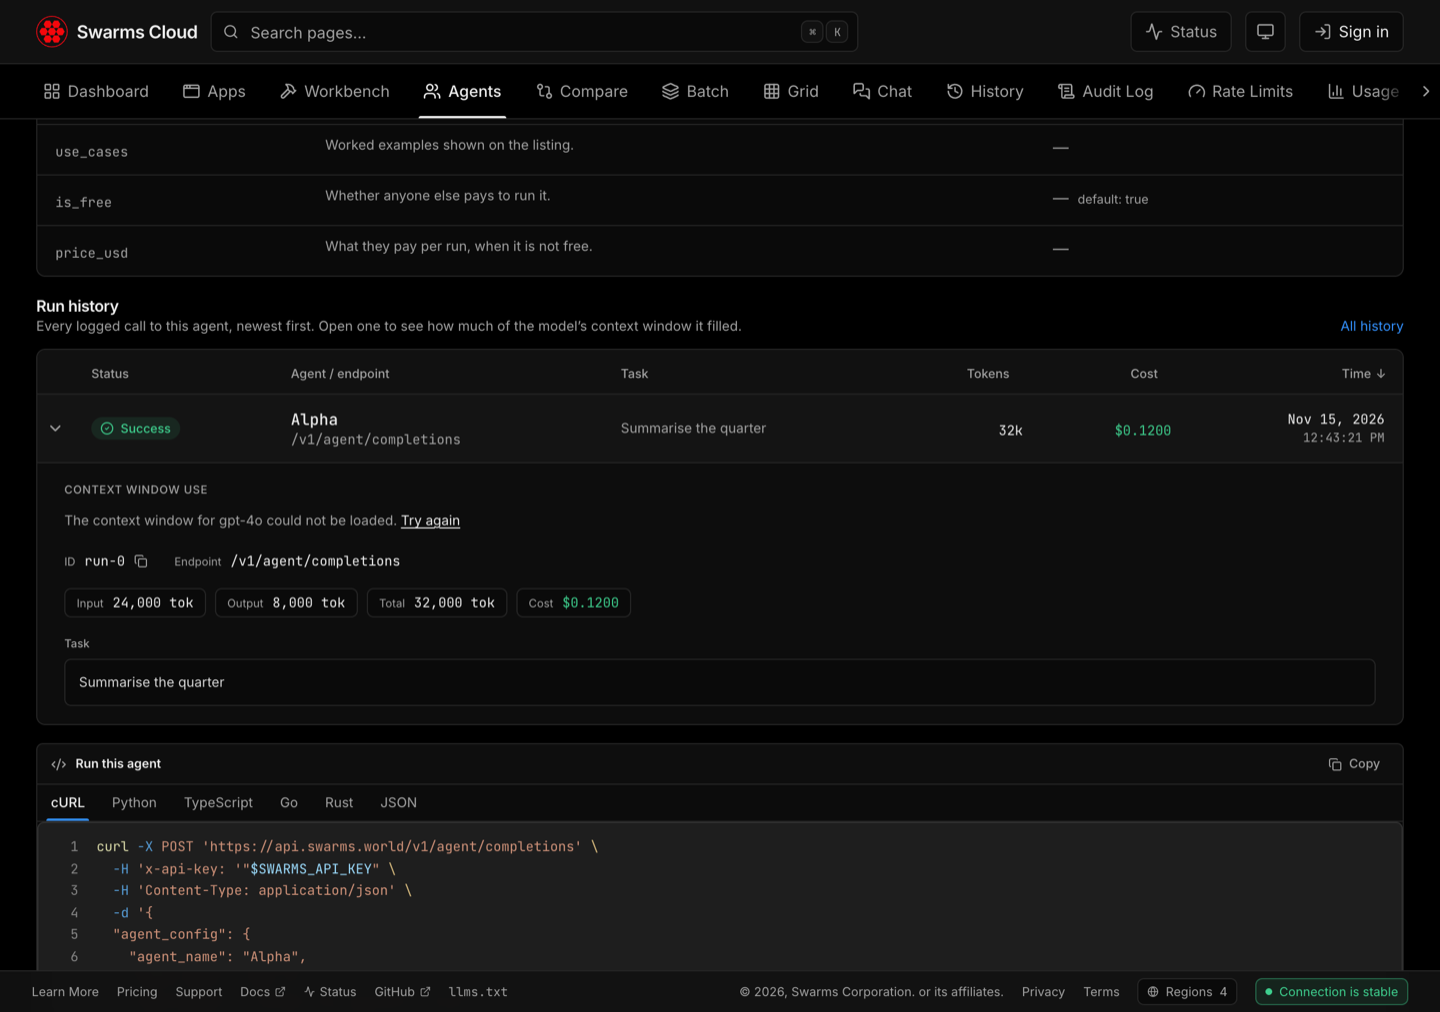 Swarms Cloud
Search pages...
⌘ K
Status
Sign in
Dashboard
Apps
Workbench
Agents
Compare
Batch
Grid
Chat
History
Audit Log
Rate Limits
Usage
use_cases
Worked examples shown on the listing.
—
is_free
Whether anyone else pays to run it.
— default: true
price_usd
What they pay per run, when it is not free.
—
Run history
Every logged call to this agent, newest first. Open one to see how much of the model's context window it filled.
All history
Status
Agent / endpoint
Task
Tokens
Cost
Time ↓
Success
Alpha
/v1/agent/completions
Summarise the quarter
32k
$0.1200
Nov 15, 2026
12:43:21 PM
CONTEXT WINDOW USE
The context window for gpt-4o could not be loaded. Try again
ID run-0
Endpoint /v1/agent/completions
Input 24,000 tok
Output 8,000 tok
Total 32,000 tok
Cost $0.1200
Task
Summarise the quarter
</> Run this agent
Copy
cURL
Python
TypeScript
Go
Rust
JSON
1 curl -X POST 'https://api.swarms.world/v1/agent/completions' \
2 -H 'x-api-key: '"$SWARMS_API_KEY" \
3 -H 'Content-Type: application/json' \
4 -d '{
5 "agent_config": {
6 "agent_name": "Alpha",
Learn More
Pricing
Support
Docs
Status
GitHub
llms.txt
© 2026, Swarms Corporation. or its affiliates.
Privacy
Terms
Regions 4
Connection is stable